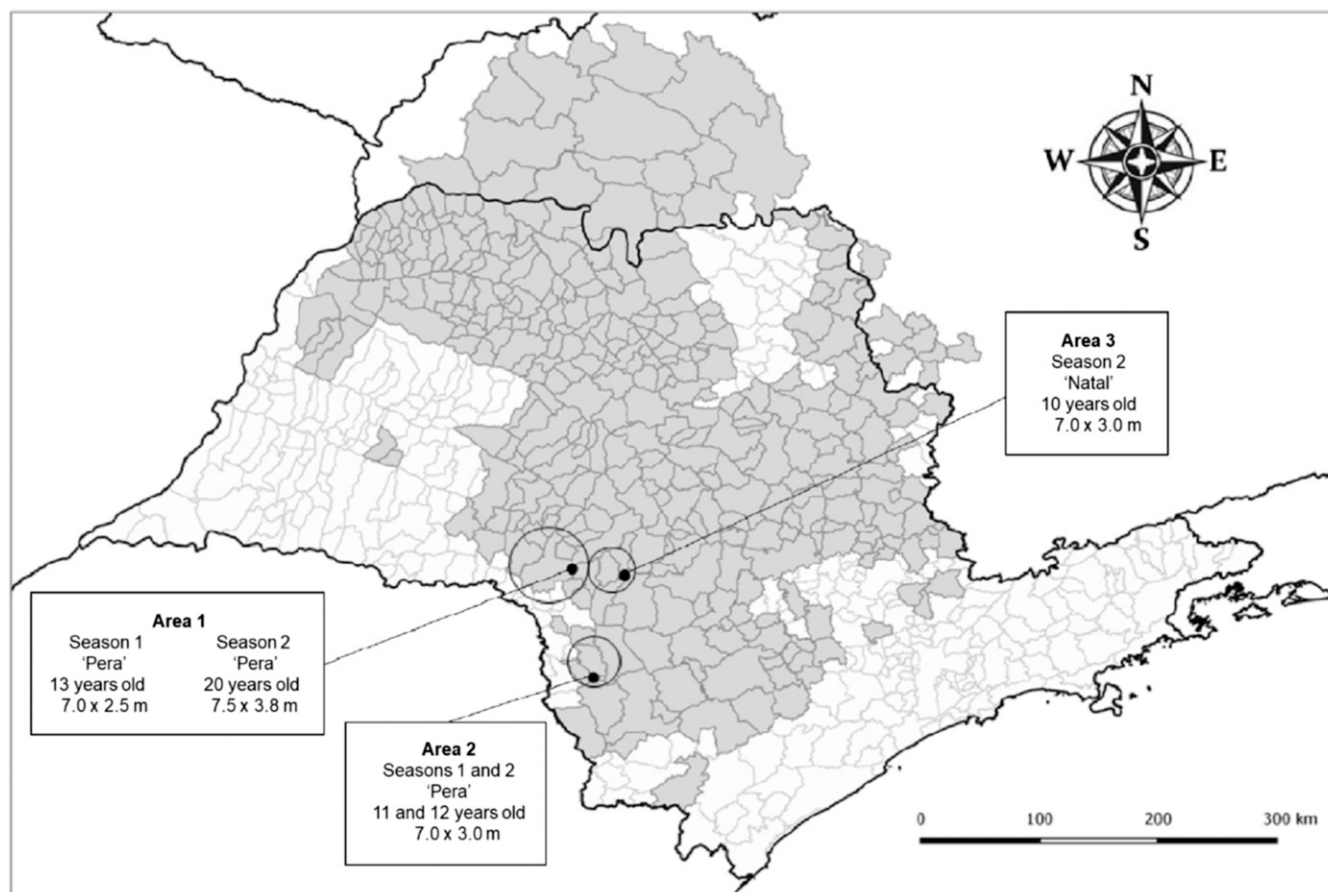 N
W E
S
Area 3
Season 2
‘Natal’
10 years old
7.0 x 3.0 m
Area 1
Season 1 Season 2
‘Pera’ ‘Pera’
13 years old 20 years old
7.0 x 2.5 m 7.5 x 3.8 m
Area 2
Seasons 1 and 2
‘Pera’
11 and 12 years old
7.0 x 3.0 m
0 100 200 300 km